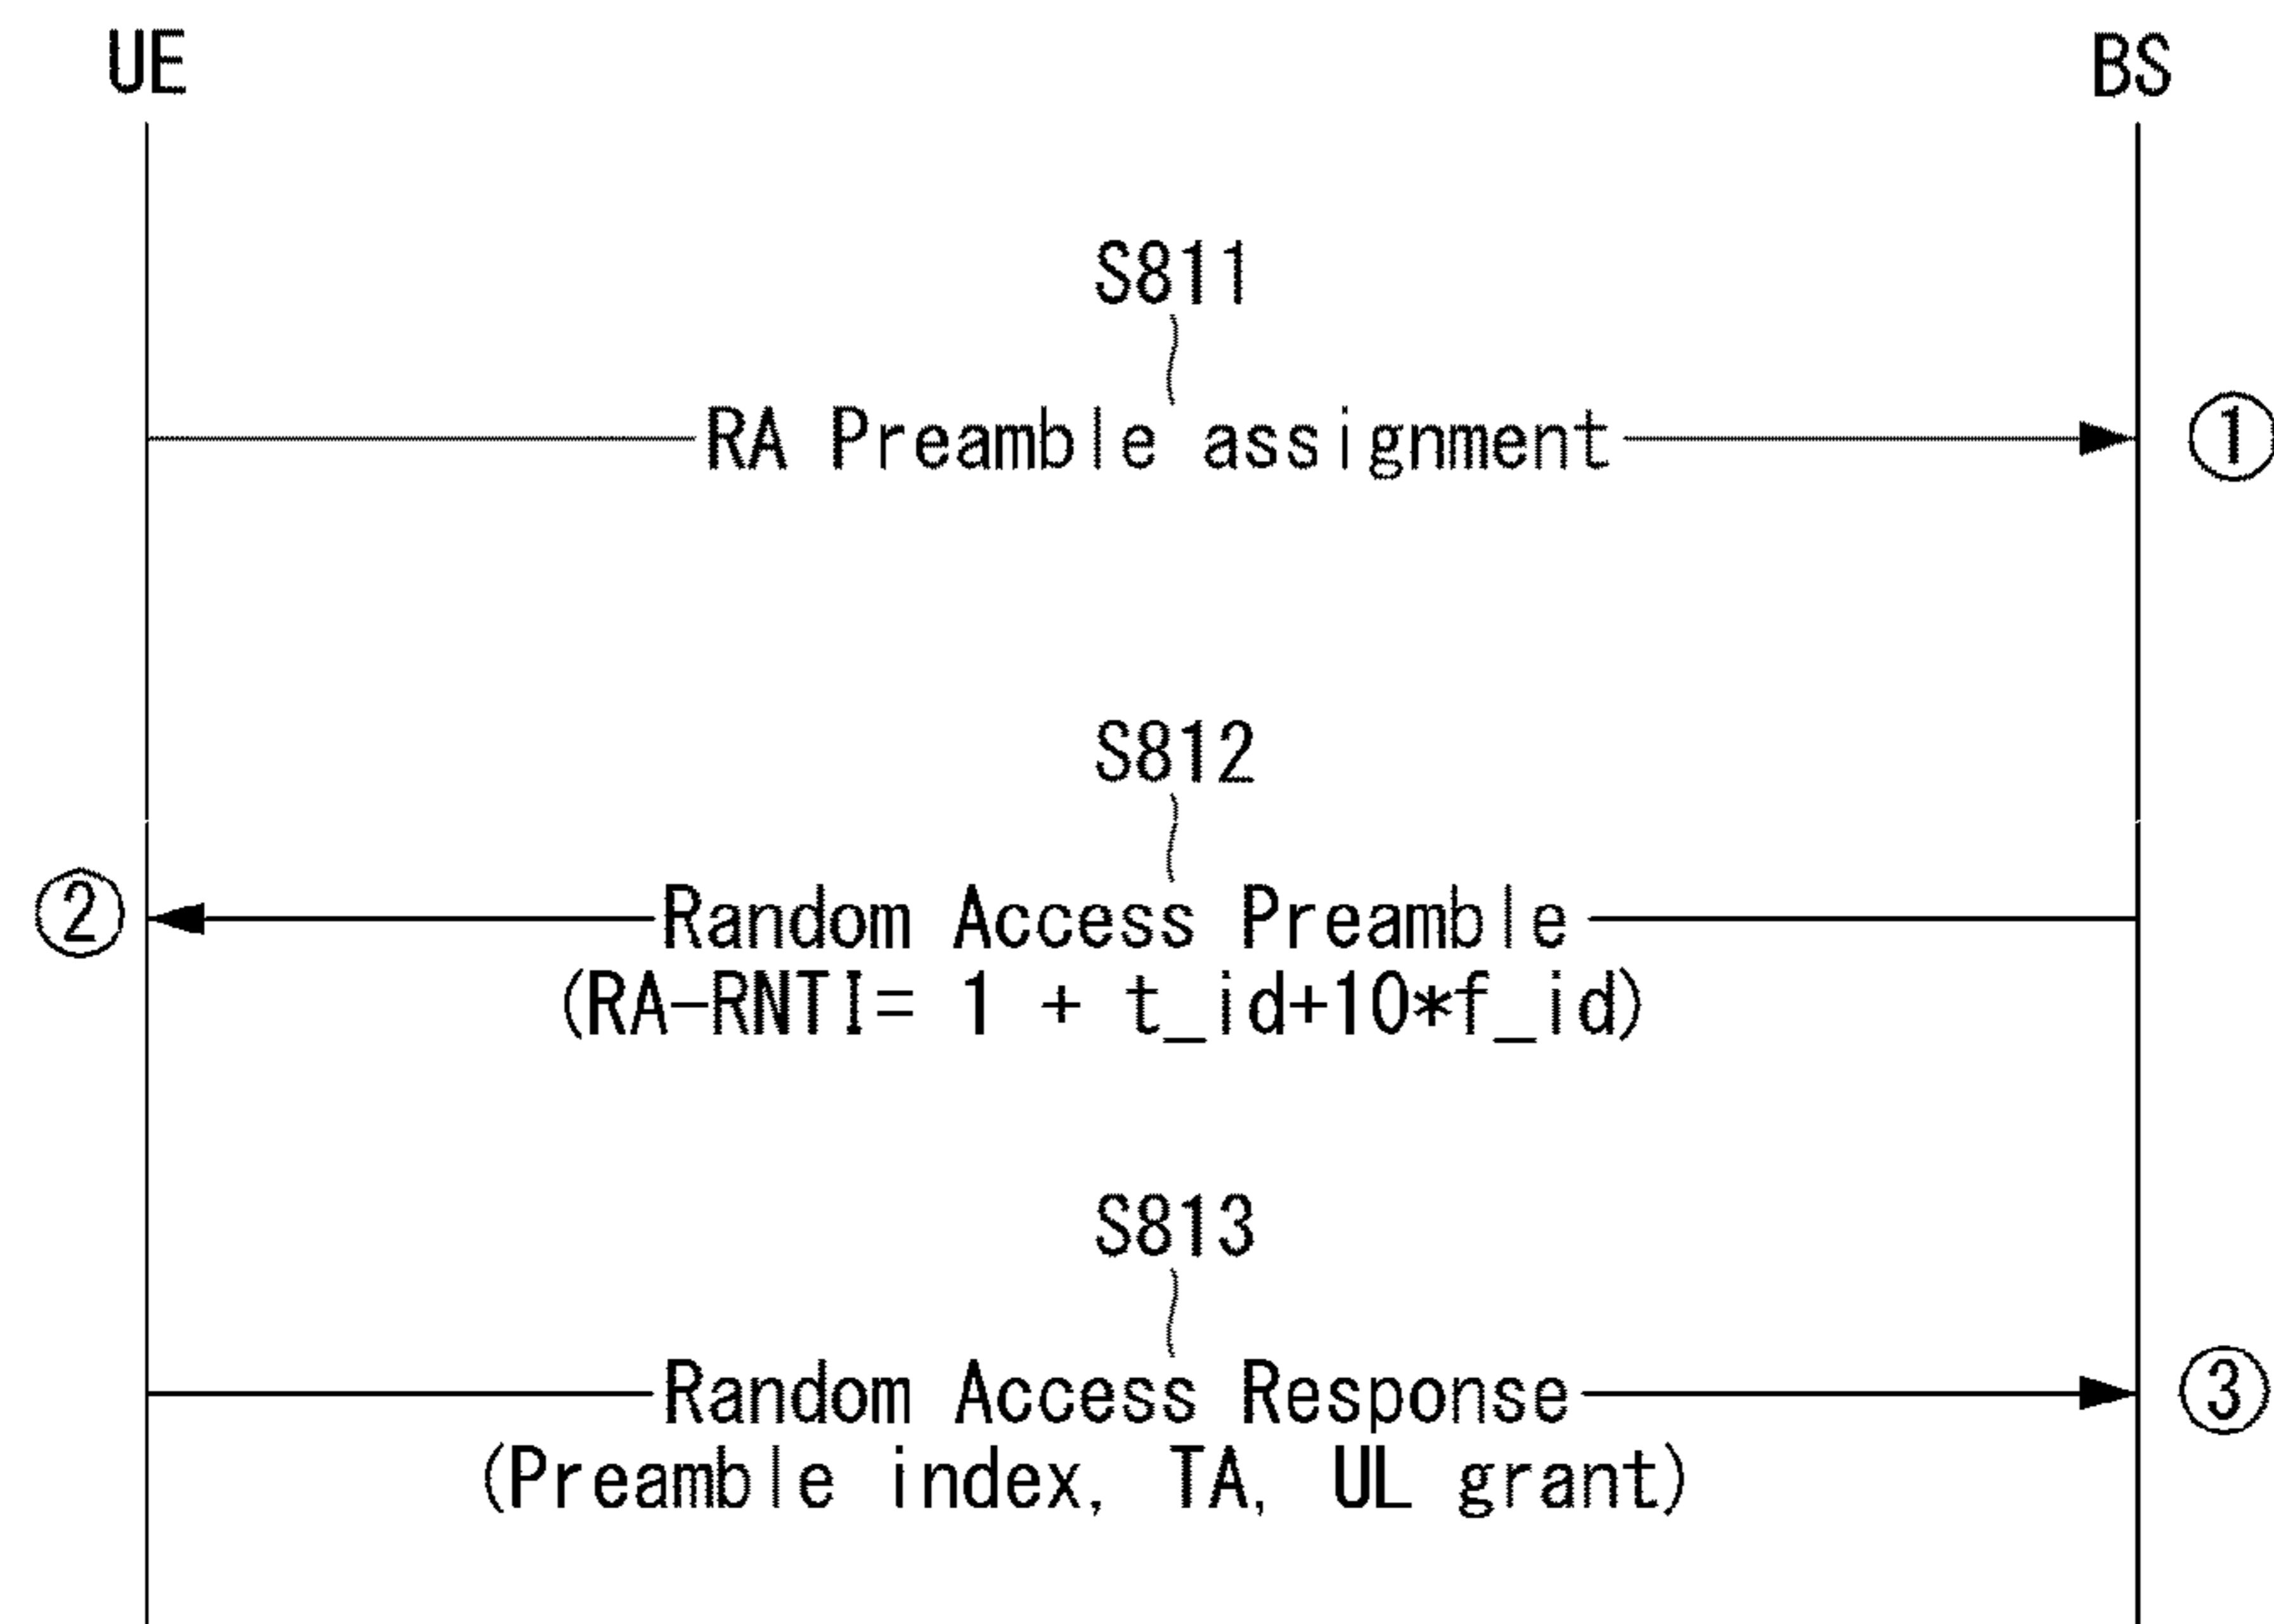 UE BS
S811
RA Preamble assignment ①
S812
② Random Access Preamble
(RA-RNTI= 1 + t_id+10*f_id)
S813
Random Access Response ③
(Preamble index, TA, UL grant)